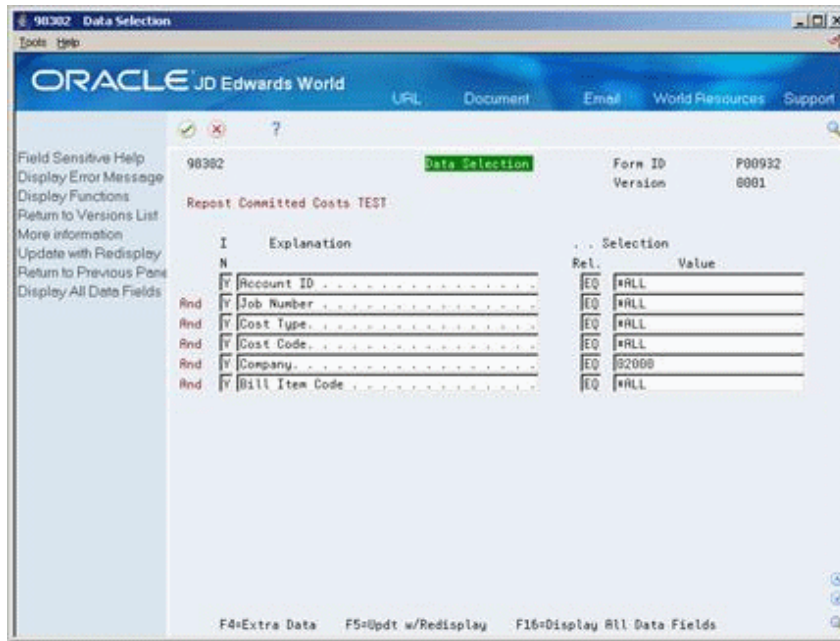 98302 Data Selection
Tools Help
ORACLE JD Edwards World
URL Document Email World Resources Support
Field Sensitive Help
Display Error Message
Display Functions
Return to Versions List
More information
Update with Redisplay
Return to Previous Pane
Display All Data Fields
?
98302 Data Selection Form ID P00932
Version 0001
Repost Committed Costs TEST
I Explanation . . Selection
N Rel. Value
Y Account ID . . . . . . . . . . . . . . . EQ *ALL
And Y Job Number . . . . . . . . . . . . . . . EQ *ALL
And Y Cost Type. . . . . . . . . . . . . . . . EQ *ALL
And Y Cost Code. . . . . . . . . . . . . . . . EQ *ALL
And Y Company. . . . . . . . . . . . . . . . . EQ 02000
And Y Bill Item Code . . . . . . . . . . . . . EQ *ALL
F4=Extra Data F5=Updt w/Redisplay F16=Display All Data Fields